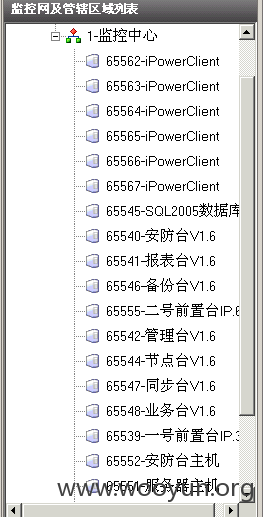 监控网及管辖区域列表
1-监控中心
65562-iPowerClient
65563-iPowerClient
65564-iPowerClient
65565-iPowerClient
65566-iPowerClient
65567-iPowerClient
65545-SQL2005数据库
65540-安防台V1.6
65541-报表台V1.6
65546-备份台V1.6
65555-二号前置台IP.6
65542-管理台V1.6
65544-节点台V1.6
65547-同步台V1.6
65548-业务台V1.6
65539-一号前置台IP.3
65552-安防台主机
65551-服务器主机
www.wooyun.org